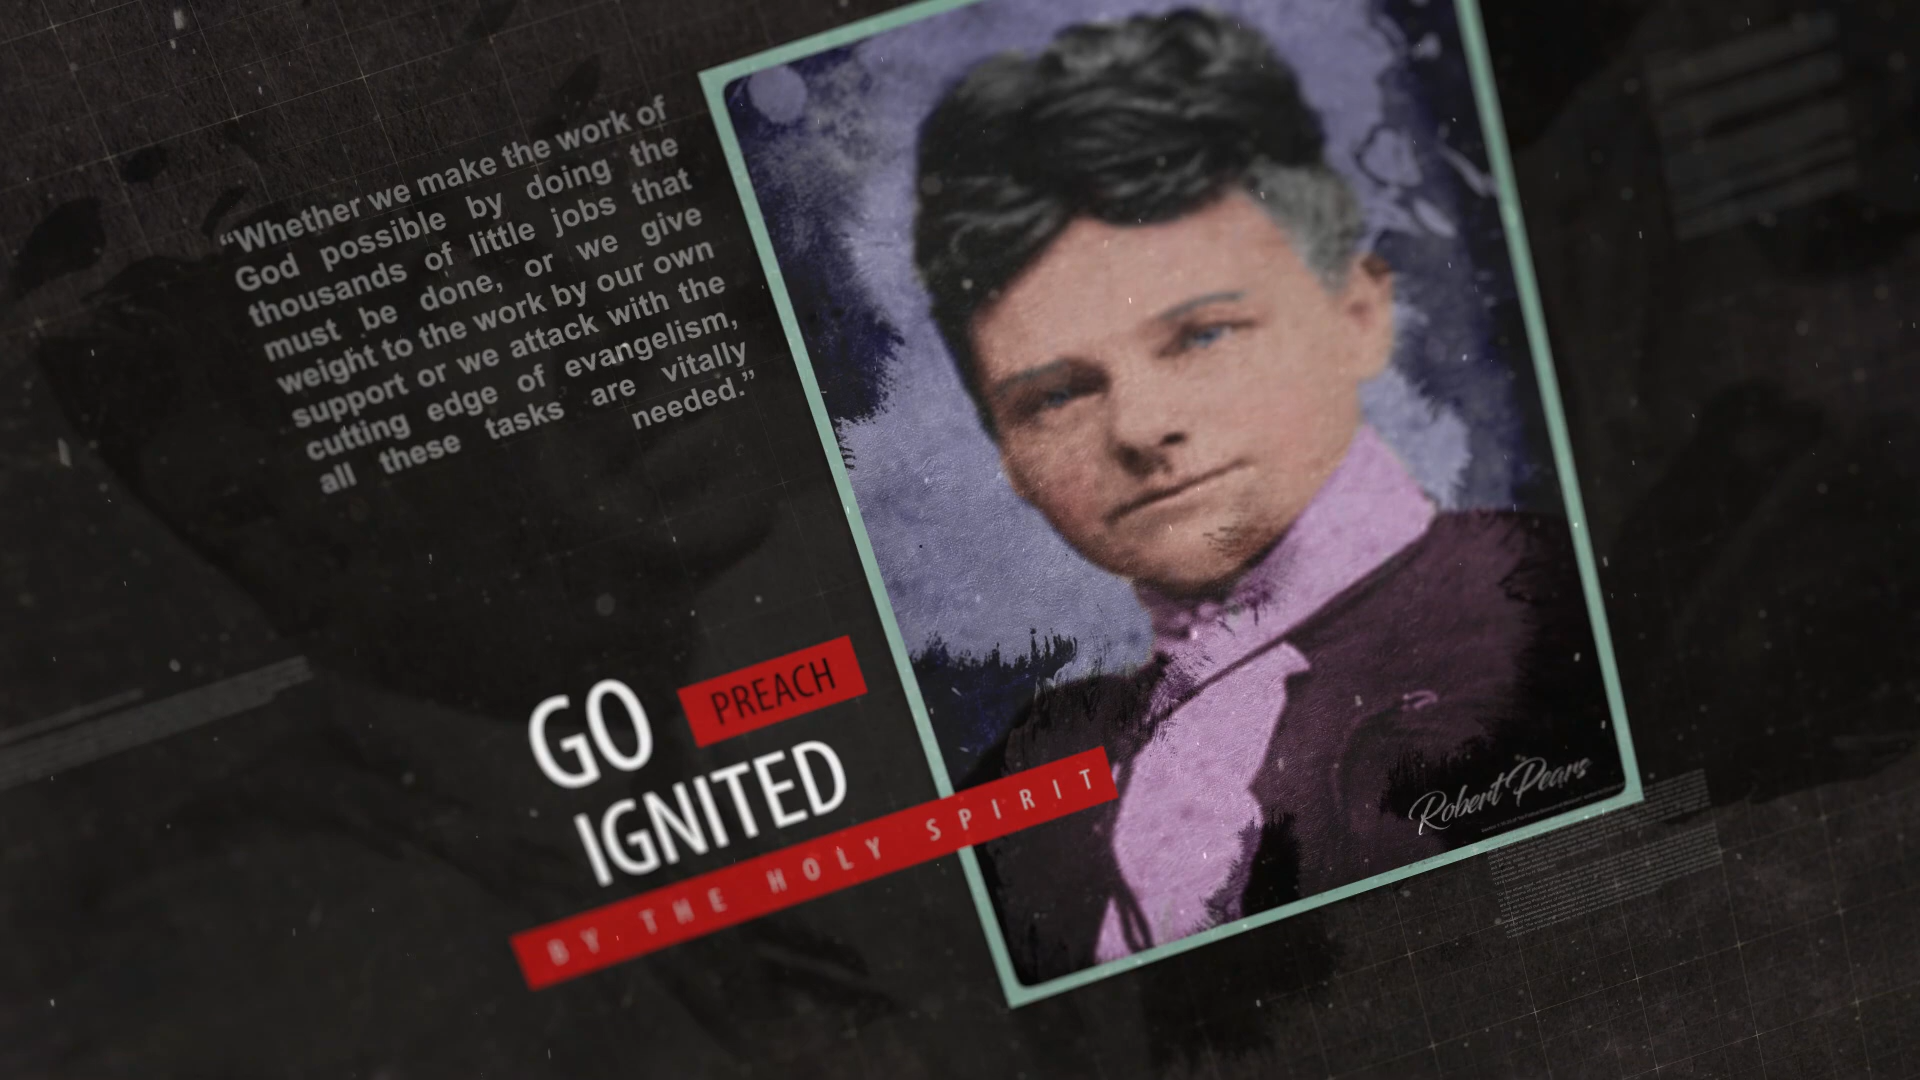 “Whether we make the work of
God possible by doing the
thousands of little jobs that
must be done, or we give
weight to the work by our own
support or we attack with the
cutting edge of evangelism,
all these tasks are vitally
needed.”
GO PREACH
IGNITED
BY THE HOLY SPIRIT
Robert Pears